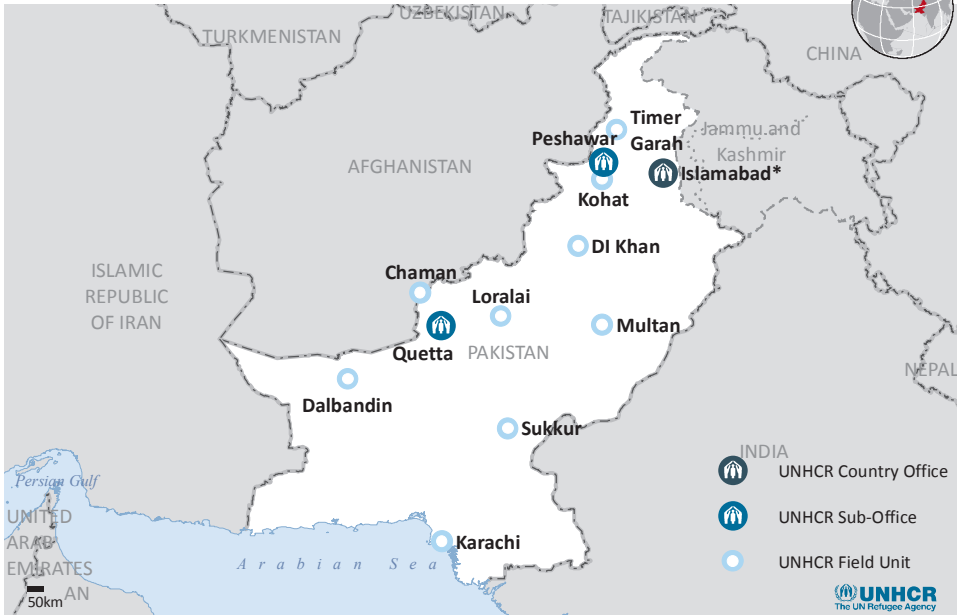 UZBEKISTAN
TAJIKISTAN
TURKMENISTAN
CHINA
Timer
Garah
Jammu and
Kashmir
Peshawar
AFGHANISTAN
Islamabad*
Kohat
DI Khan
ISLAMIC
REPUBLIC
OF IRAN
Chaman
Loralai
Multan
Quetta
PAKISTAN
NEPAL
Dalbandin
Sukkur
INDIA
UNHCR Country Office
Persian Gulf
UNITED
ARAB
EMIRATES
UNHCR Sub-Office
Karachi
Arabian Sea
UNHCR Field Unit
AN
50km
UNHCR
The UN Refugee Agency